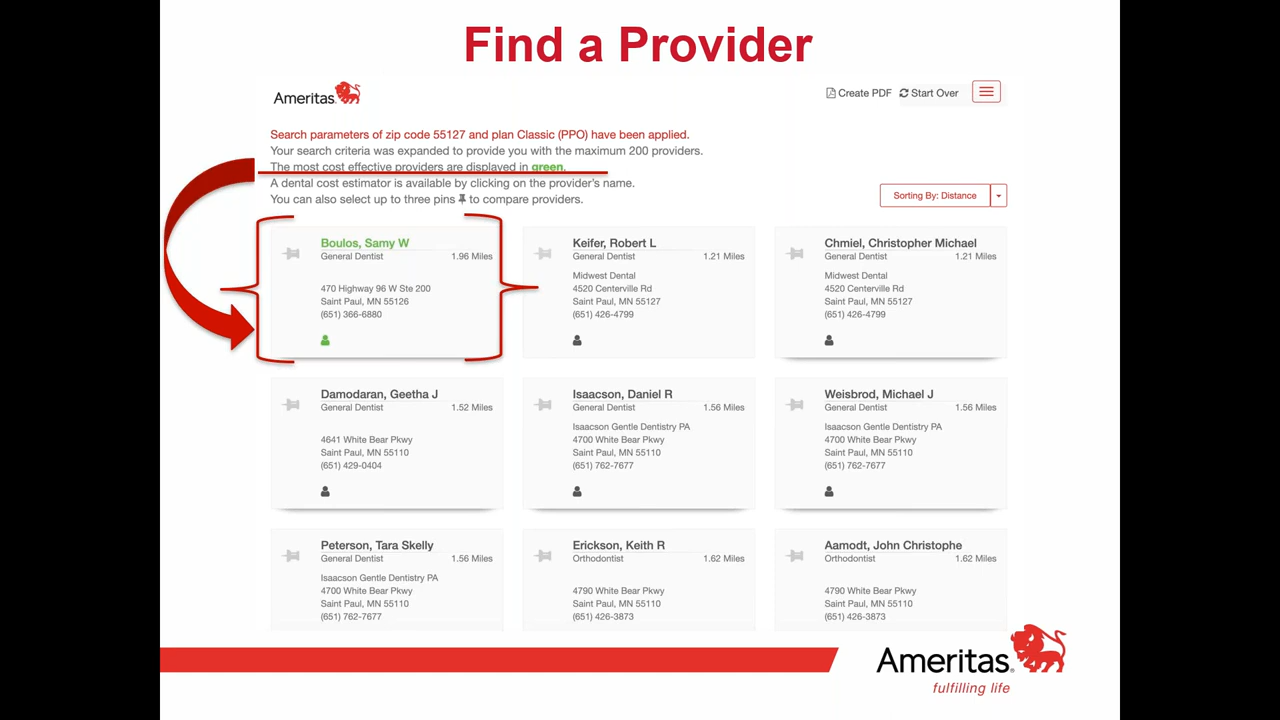 Find a Provider
Ameritas
Create PDF Start Over
Search parameters of zip code 55127 and plan Classic (PPO) have been applied.
Your search criteria was expanded to provide you with the maximum 200 providers.
The most cost effective providers are displayed in green.
A dental cost estimator is available by clicking on the provider's name.
You can also select up to three pins to compare providers.
Sorting By: Distance
Boulos, Samy W
General Dentist 1.96 Miles
470 Highway 96 W Ste 200
Saint Paul, MN 55126
(651) 366-6880
Keifer, Robert L
General Dentist 1.21 Miles
Midwest Dental
4520 Centerville Rd
Saint Paul, MN 55127
(651) 426-4799
Chmiel, Christopher Michael
General Dentist 1.21 Miles
Midwest Dental
4520 Centerville Rd
Saint Paul, MN 55127
(651) 426-4799
Damodaran, Geetha J
General Dentist 1.52 Miles
4641 White Bear Pkwy
Saint Paul, MN 55110
(651) 429-0404
Isaacson, Daniel R
General Dentist 1.56 Miles
Isaacson Gentle Dentistry PA
4700 White Bear Pkwy
Saint Paul, MN 55110
(651) 762-7677
Weisbrod, Michael J
General Dentist 1.56 Miles
Isaacson Gentle Dentistry PA
4700 White Bear Pkwy
Saint Paul, MN 55110
(651) 762-7677
Peterson, Tara Skelly
General Dentist 1.56 Miles
Isaacson Gentle Dentistry PA
4700 White Bear Pkwy
Saint Paul, MN 55110
(651) 762-7677
Erickson, Keith R
Orthodontist 1.62 Miles
4790 White Bear Pkwy
Saint Paul, MN 55110
(651) 426-3873
Aamodt, John Christophe
Orthodontist 1.62 Miles
4790 White Bear Pkwy
Saint Paul, MN 55110
(651) 426-3873
Ameritas®
fulfilling life